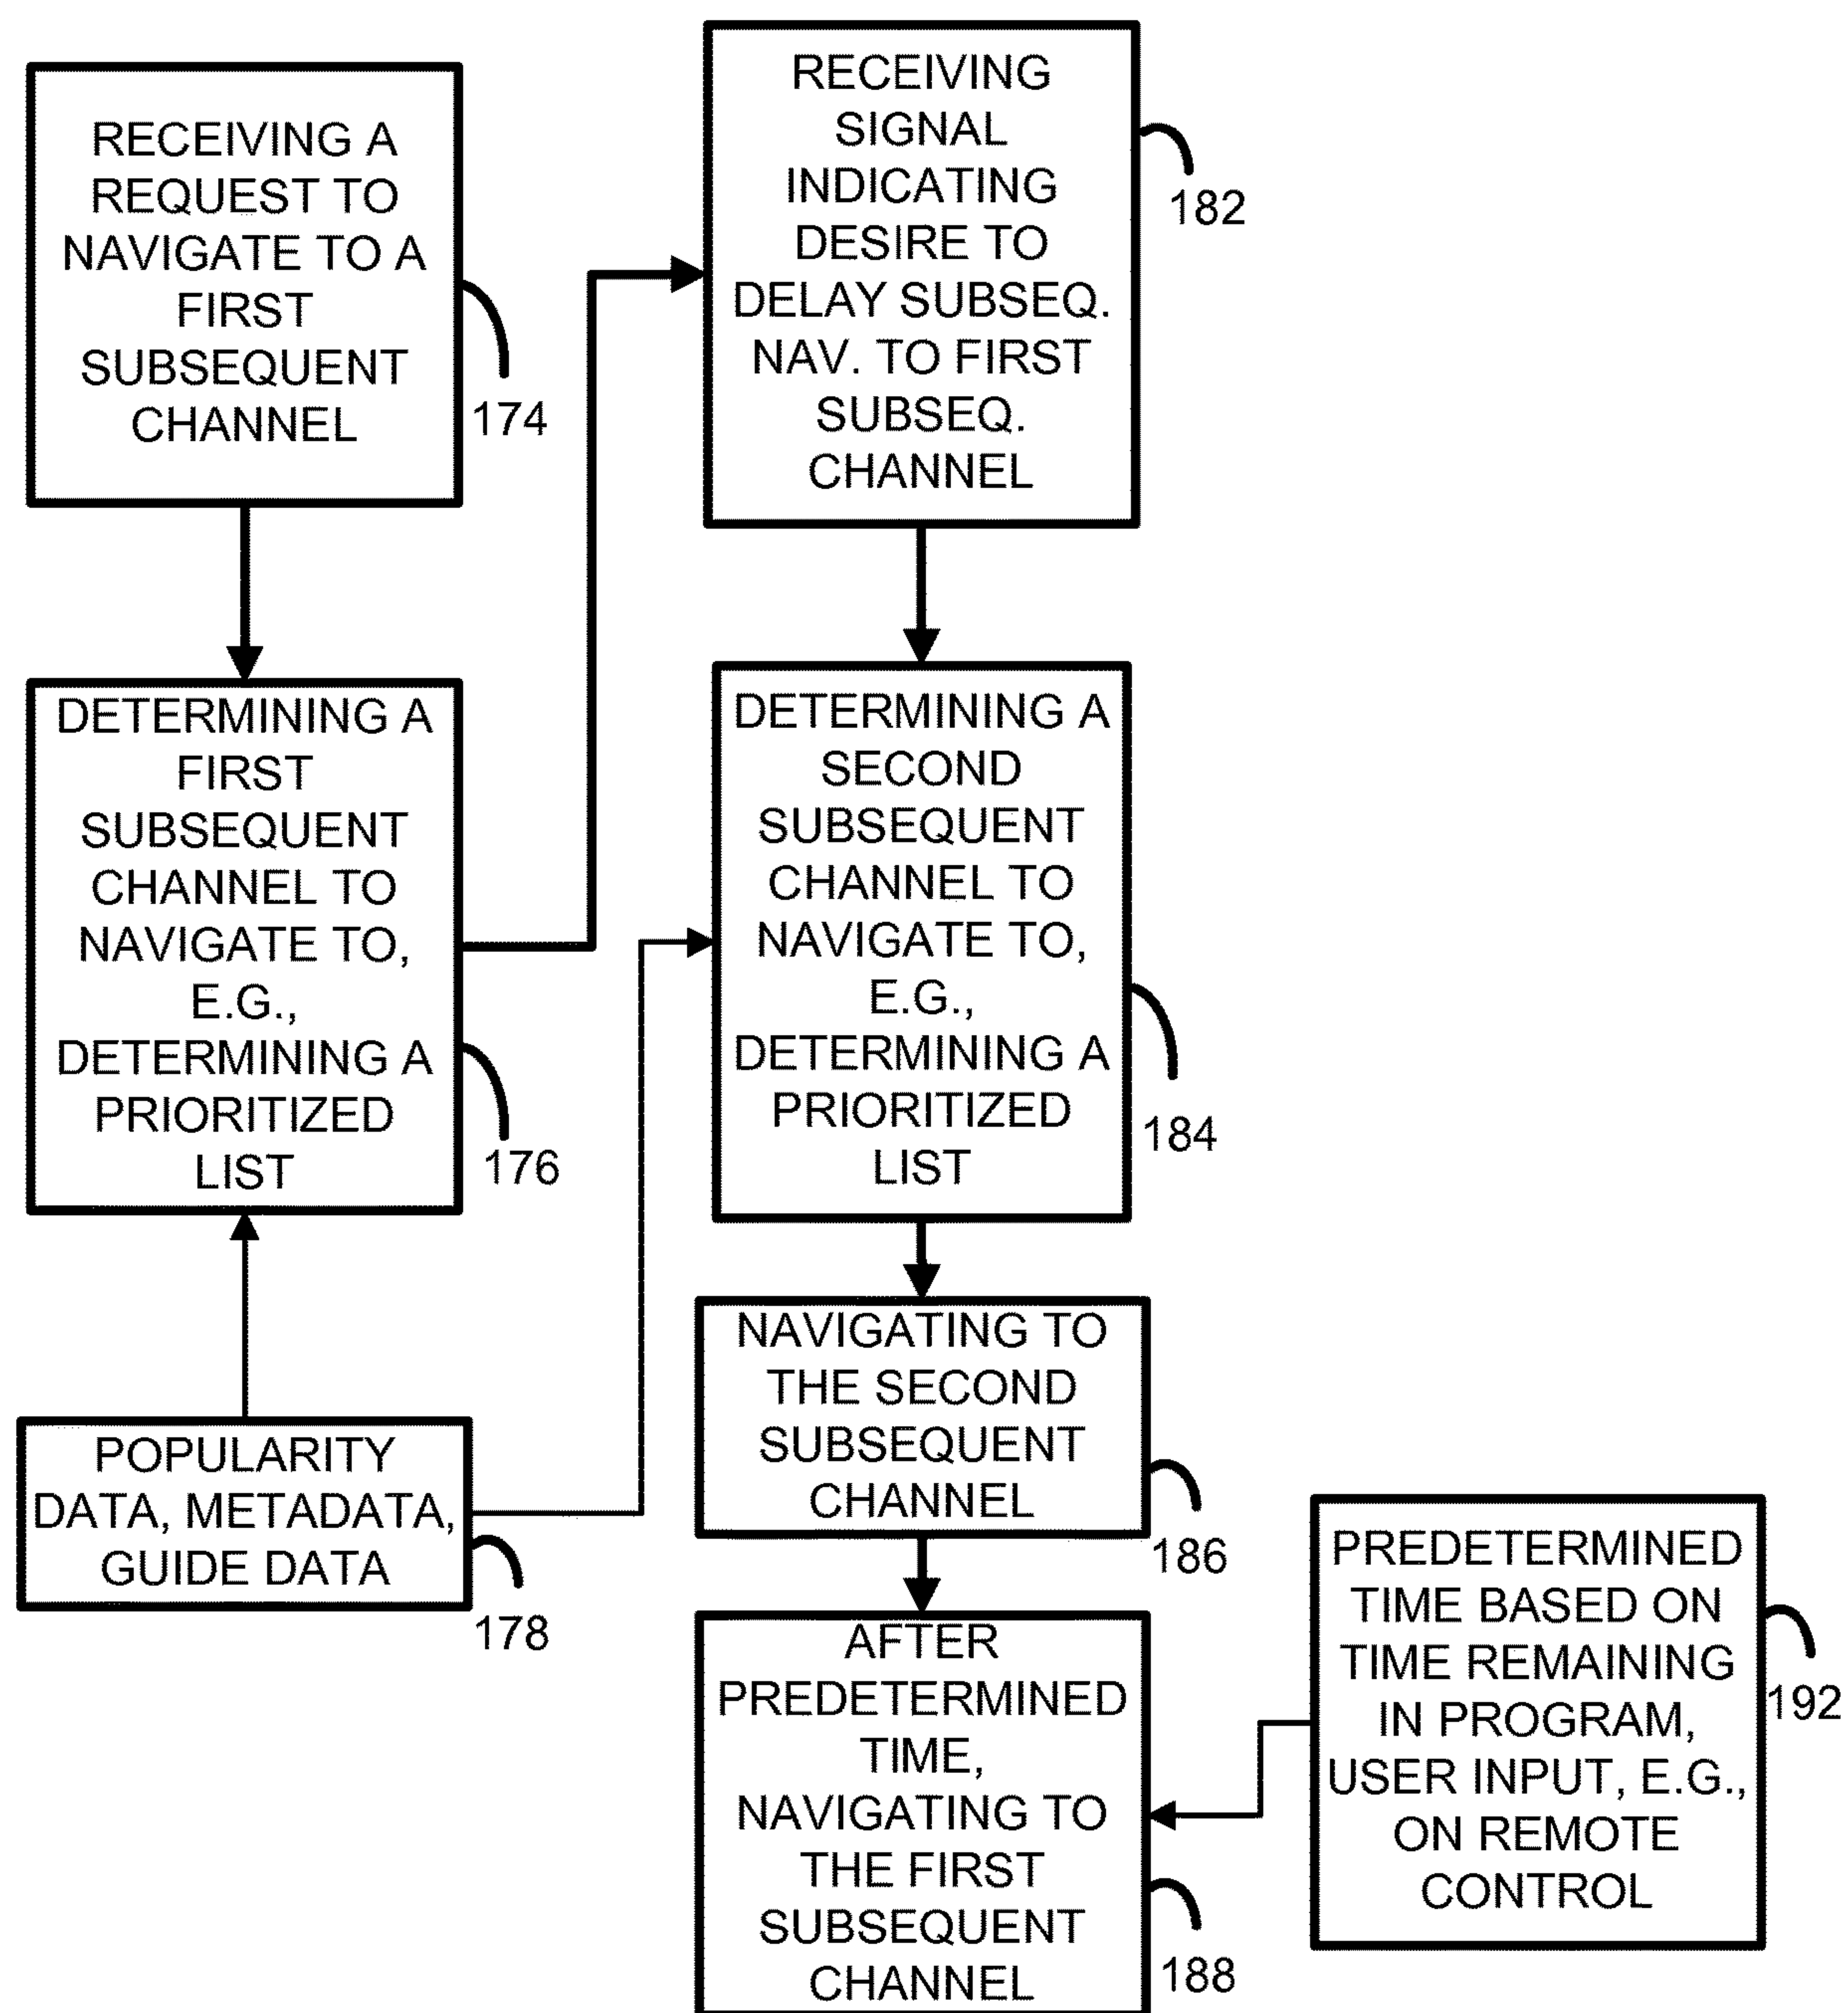 RECEIVING A
REQUEST TO
NAVIGATE TO A
FIRST
SUBSEQUENT
CHANNEL
174
DETERMINING A
FIRST
SUBSEQUENT
CHANNEL TO
NAVIGATE TO,
E.G.,
DETERMINING A
PRIORITIZED
LIST
176
POPULARITY
DATA, METADATA,
GUIDE DATA
178
RECEIVING
SIGNAL
INDICATING
DESIRE TO
DELAY SUBSEQ.
NAV. TO FIRST
SUBSEQ.
CHANNEL
182
DETERMINING A
SECOND
SUBSEQUENT
CHANNEL TO
NAVIGATE TO,
E.G.,
DETERMINING A
PRIORITIZED
LIST
184
NAVIGATING TO
THE SECOND
SUBSEQUENT
CHANNEL
186
AFTER
PREDETERMINED
TIME,
NAVIGATING TO
THE FIRST
SUBSEQUENT
CHANNEL
188
PREDETERMINED
TIME BASED ON
TIME REMAINING
IN PROGRAM,
USER INPUT, E.G.,
ON REMOTE
CONTROL
192